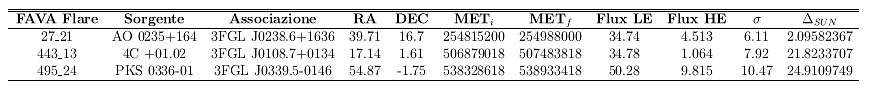 FAVA Flare Sorgente Associazione RA DEC MET_i MET_f Flux LE Flux HE σ Δ_SUN
27_21 AO 0235+164 3FGL J0238.6+1636 39.71 16.7 254815200 254988000 34.74 4.513 6.11 2.09582367
443_13 4C +01.02 3FGL J0108.7+0134 17.14 1.61 506879018 507483818 34.78 1.064 7.92 21.8233707
495_24 PKS 0336-01 3FGL J0339.5-0146 54.87 -1.75 538328618 538933418 50.28 9.815 10.47 24.9109749